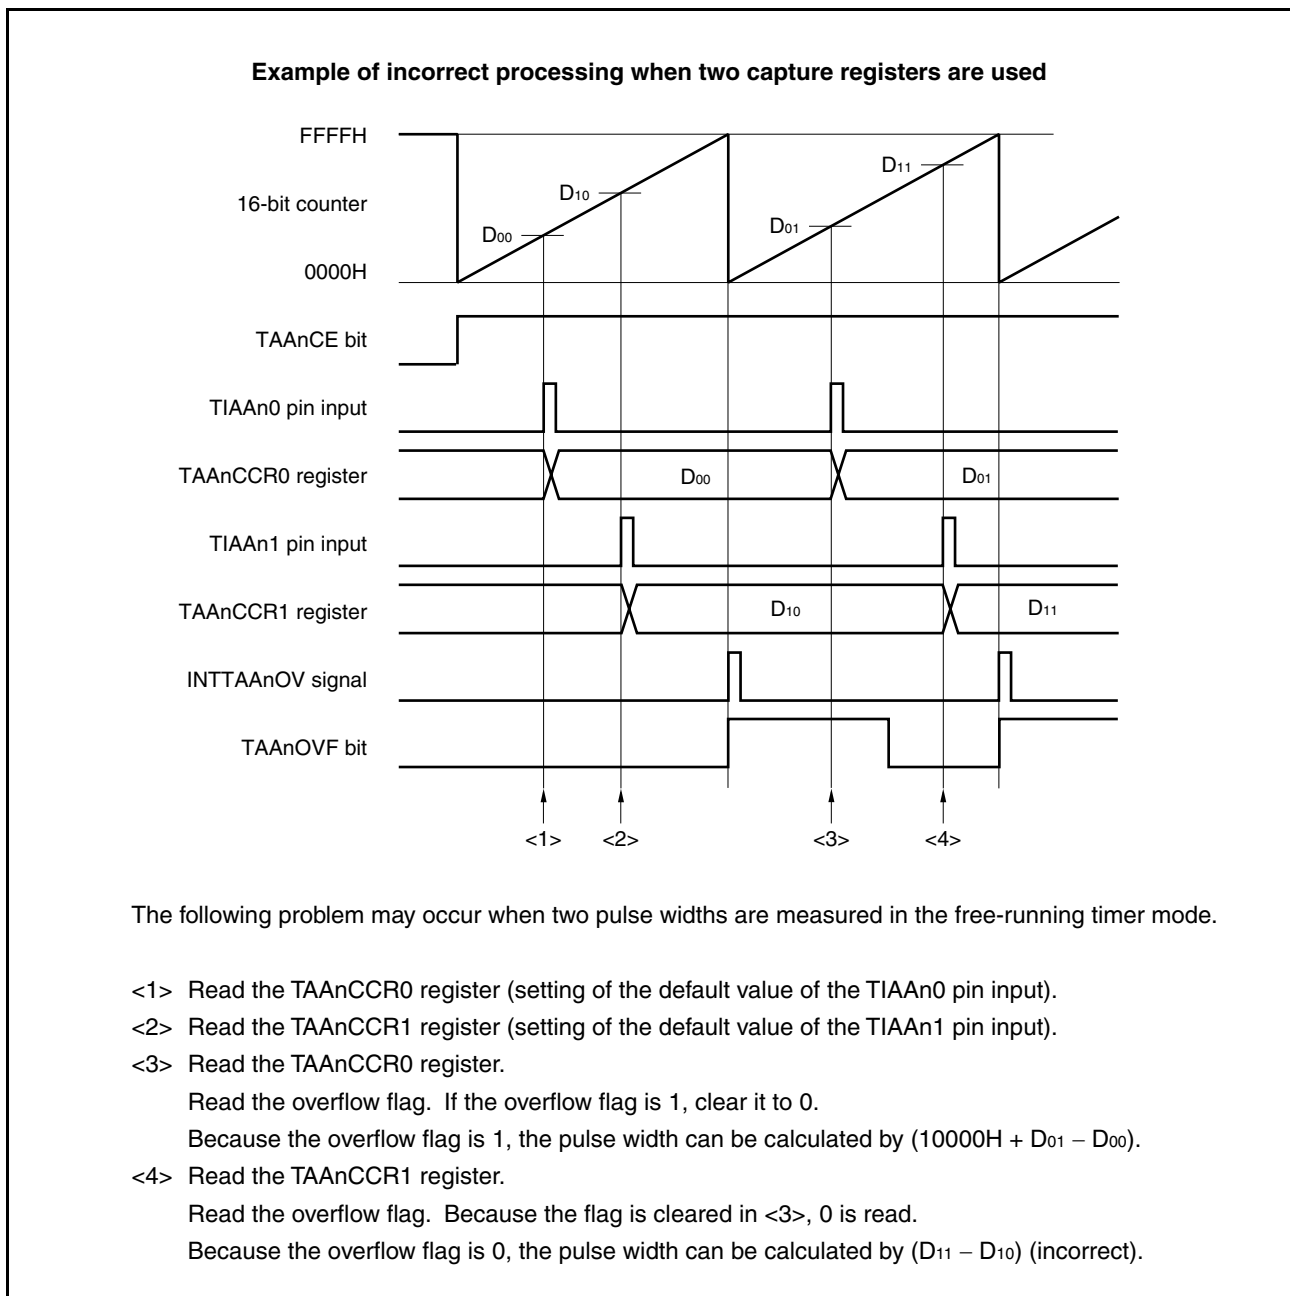 Example of incorrect processing when two capture registers are used
FFFFH
D11
D10
16-bit counter
D01
D00
0000H
TAAnCE bit
TIAAn0 pin input
TAAnCCR0 register
D00
D01
TIAAn1 pin input
TAAnCCR1 register
D10
D11
INTTAAnOV signal
TAAnOVF bit
<1> <2> <3> <4>
The following problem may occur when two pulse widths are measured in the free-running timer mode.
<1> Read the TAAnCCR0 register (setting of the default value of the TIAAn0 pin input).
<2> Read the TAAnCCR1 register (setting of the default value of the TIAAn1 pin input).
<3> Read the TAAnCCR0 register.
Read the overflow flag. If the overflow flag is 1, clear it to 0.
Because the overflow flag is 1, the pulse width can be calculated by (10000H + D01 − D00).
<4> Read the TAAnCCR1 register.
Read the overflow flag. Because the flag is cleared in <3>, 0 is read.
Because the overflow flag is 0, the pulse width can be calculated by (D11 − D10) (incorrect).